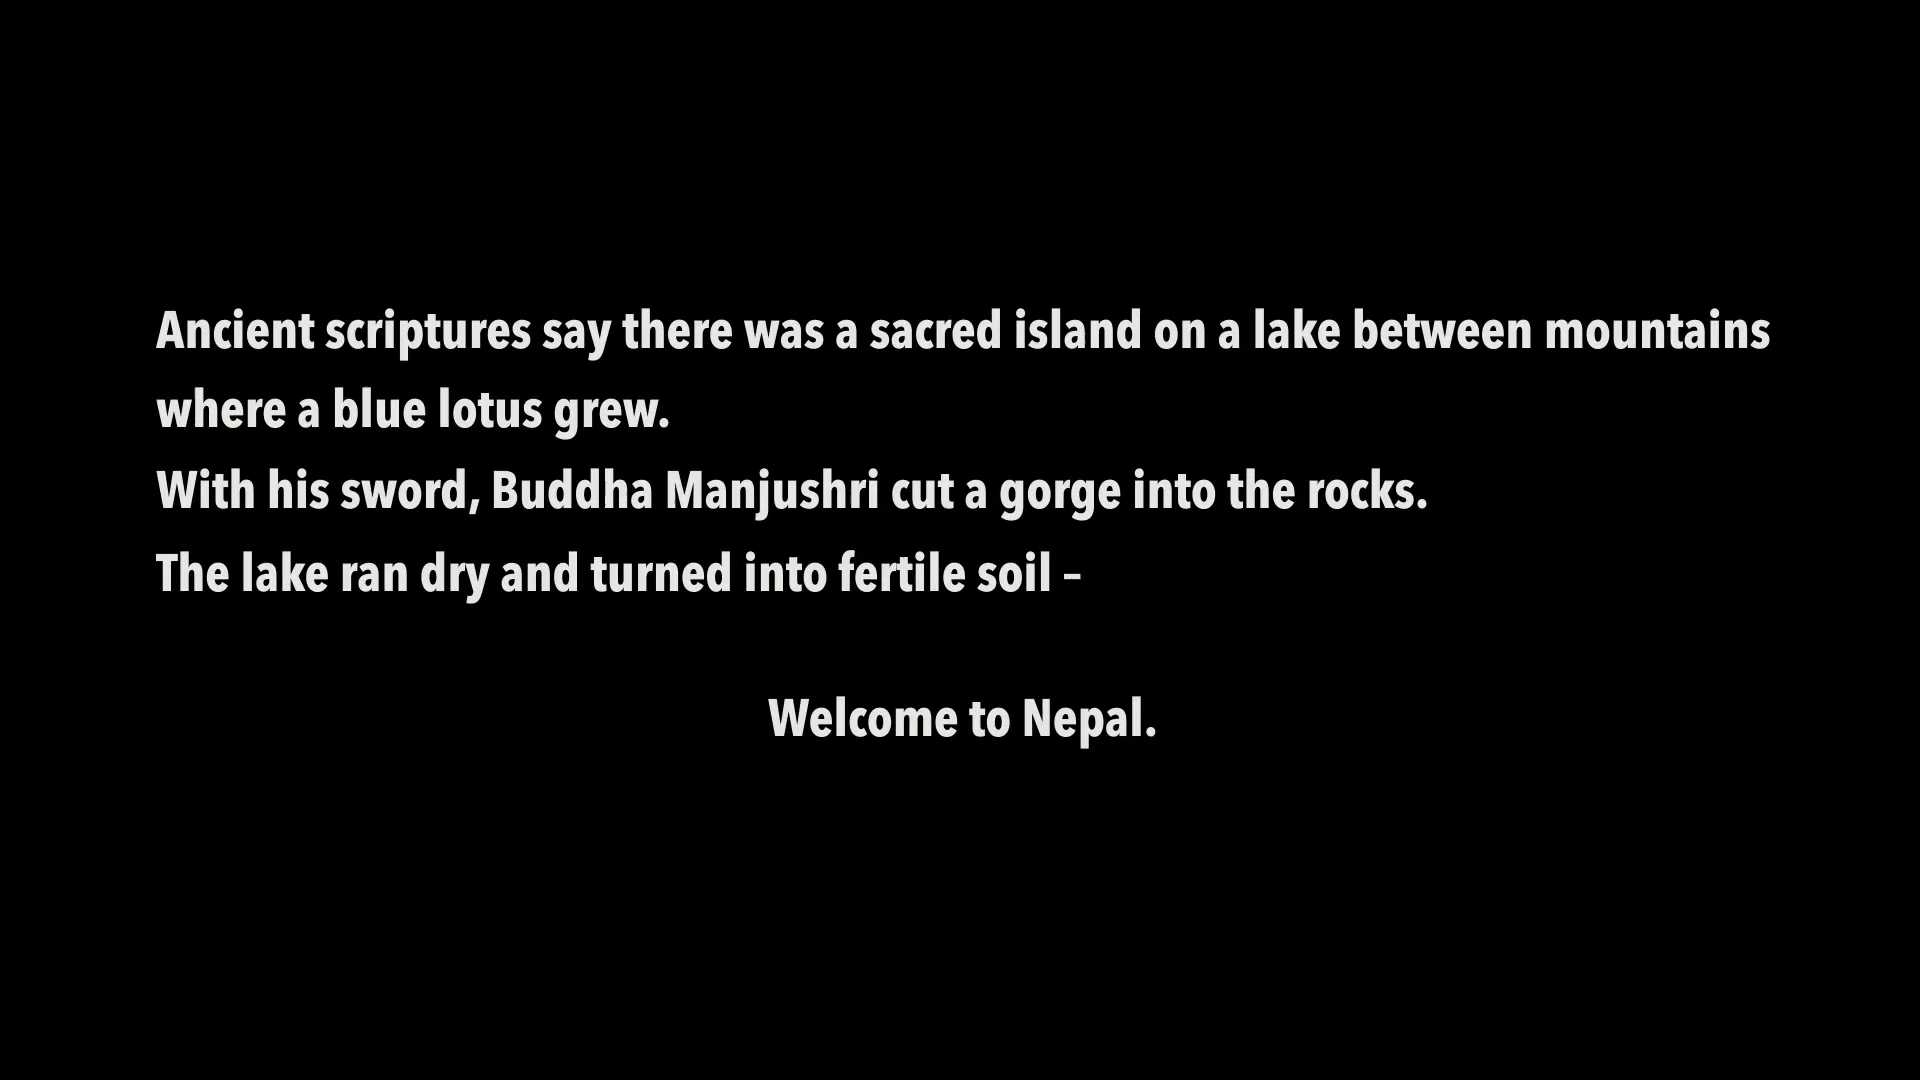 Ancient scriptures say there was a sacred island on a lake between mountains
where a blue lotus grew.
With his sword, Buddha Manjushri cut a gorge into the rocks.
The lake ran dry and turned into fertile soil –
Welcome to Nepal.